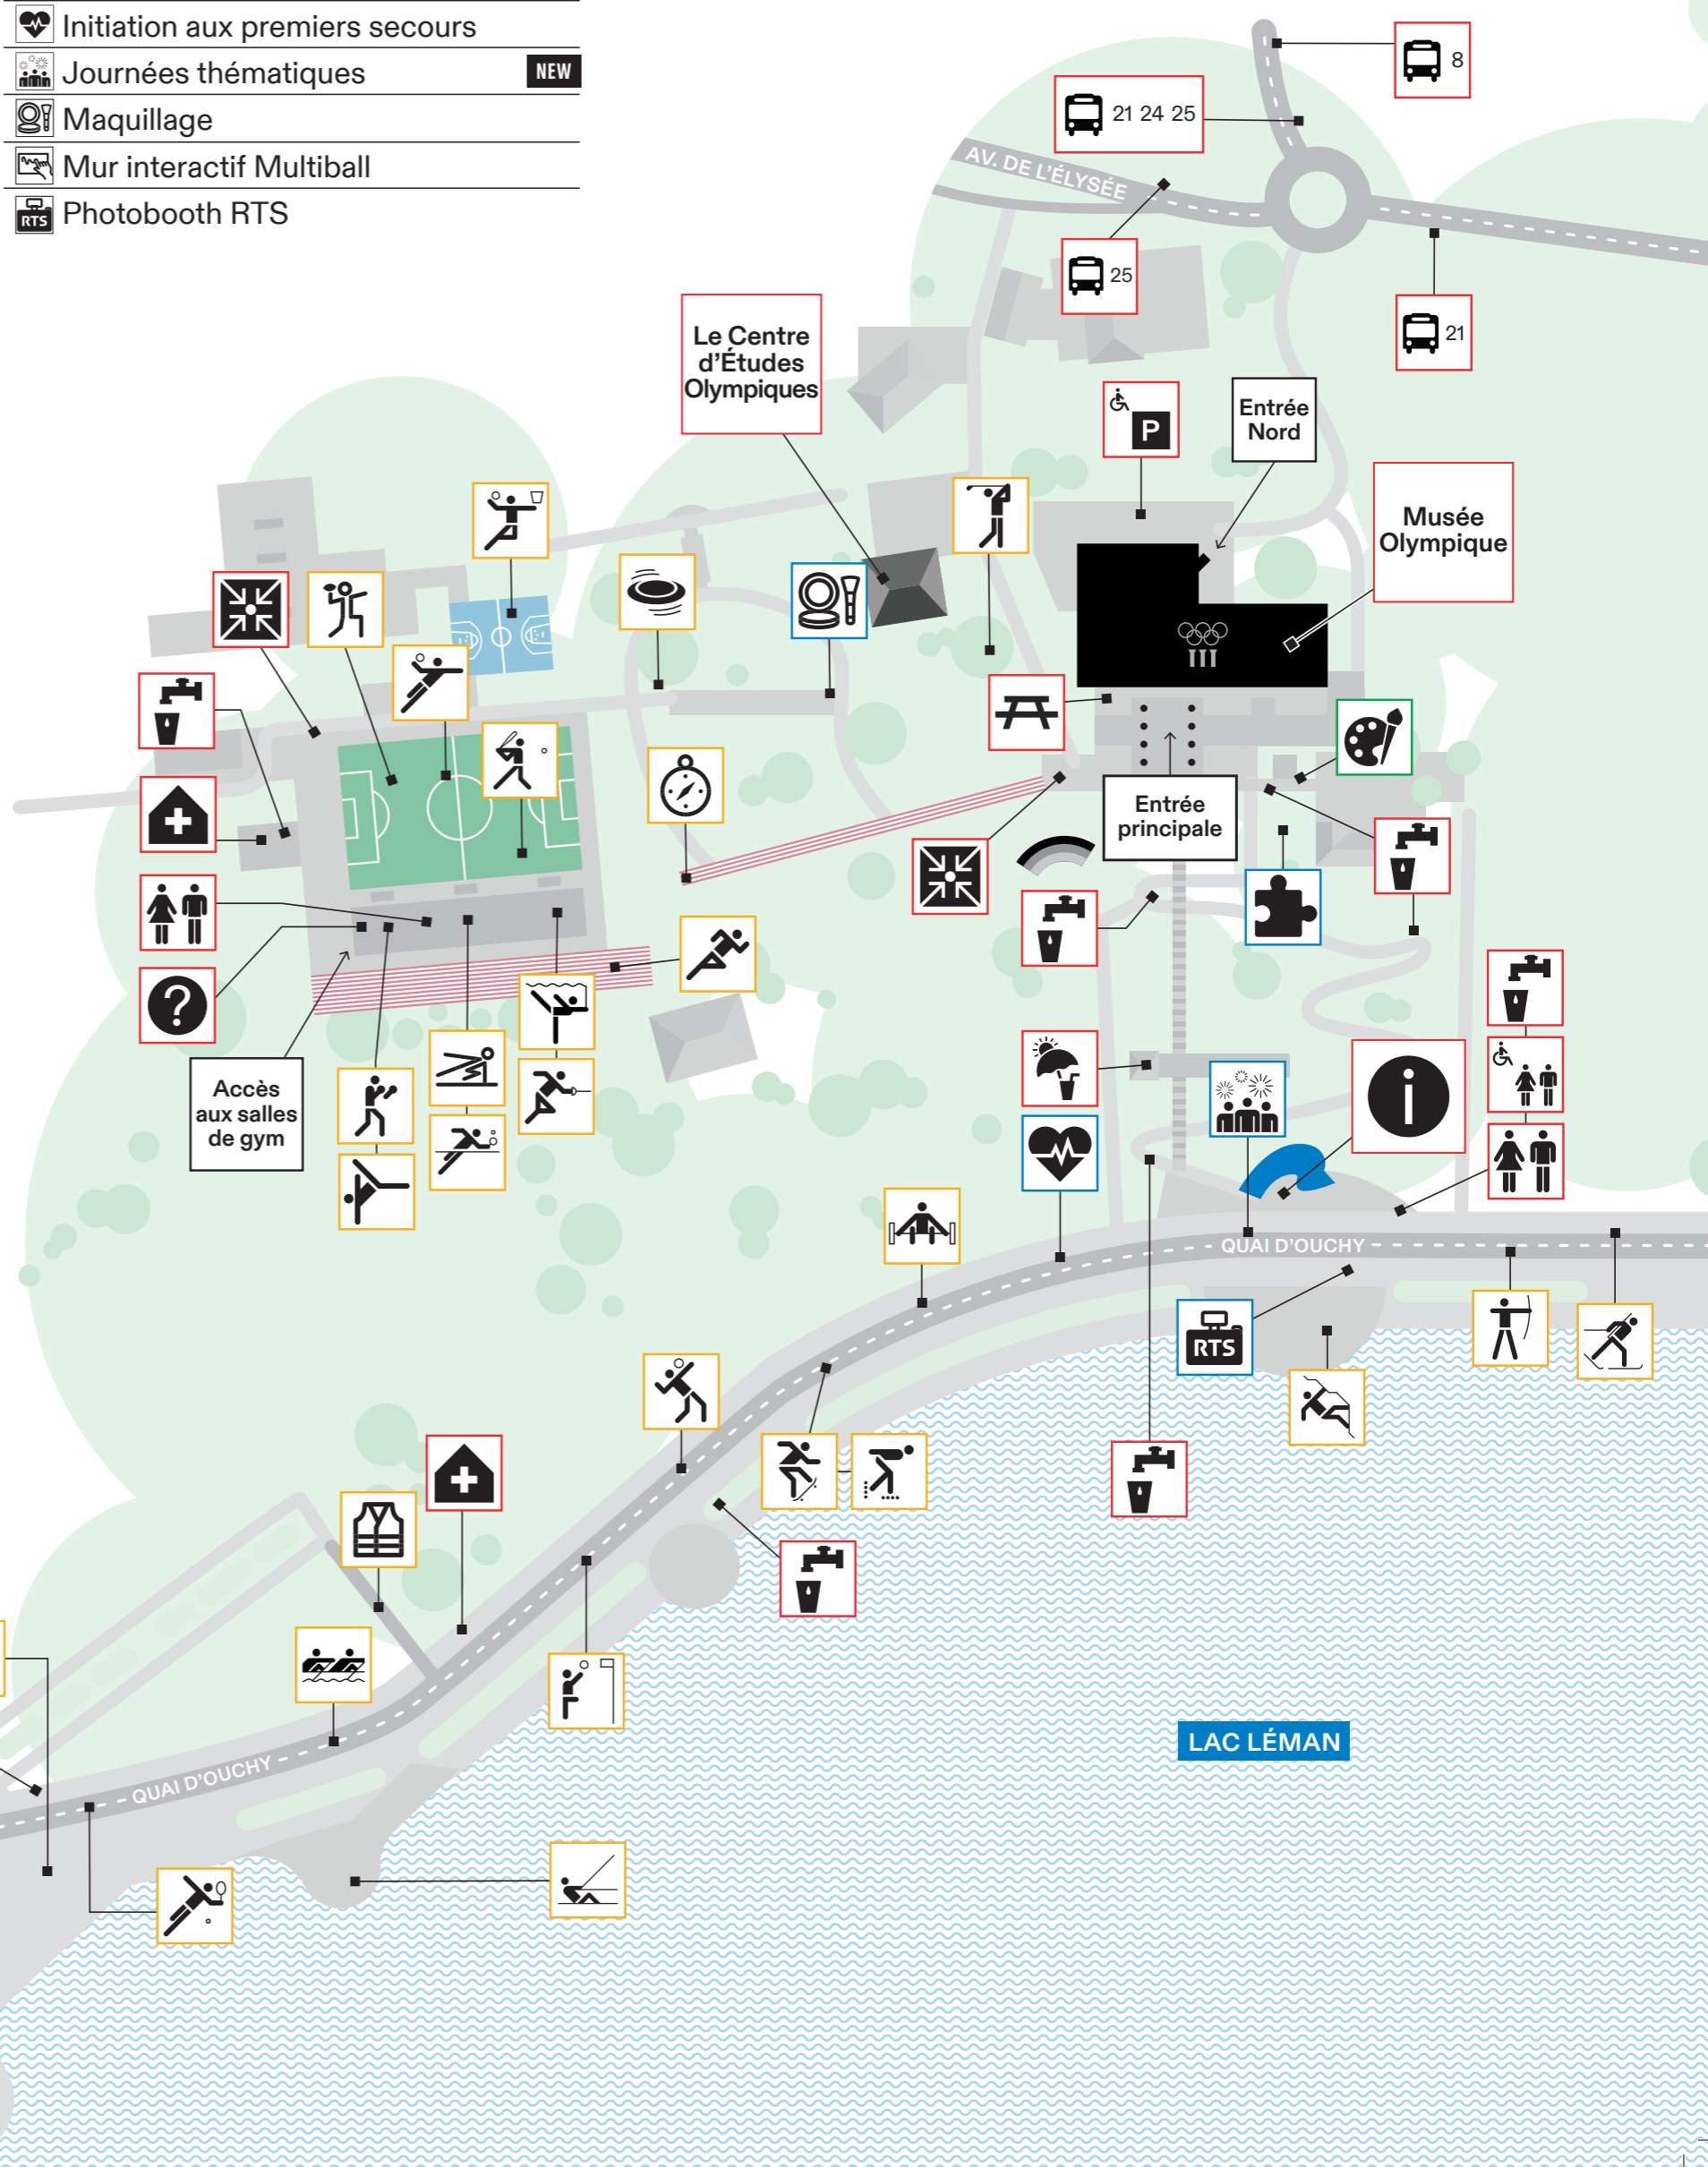 Initiation aux premiers secours
Journées thématiques NEW
Maquillage
Mur interactif Multiball
RTS Photobooth RTS
8
21 24 25
AV. DE L'ÉLYSÉE
25
21
Le Centre
d'Études
Olympiques
P
Entrée
Nord
Musée
Olympique
Entrée
principale
?
Accès
aux salles
de gym
i
QUAI D'OUCHY
RTS
LAC LÉMAN
QUAI D'OUCHY